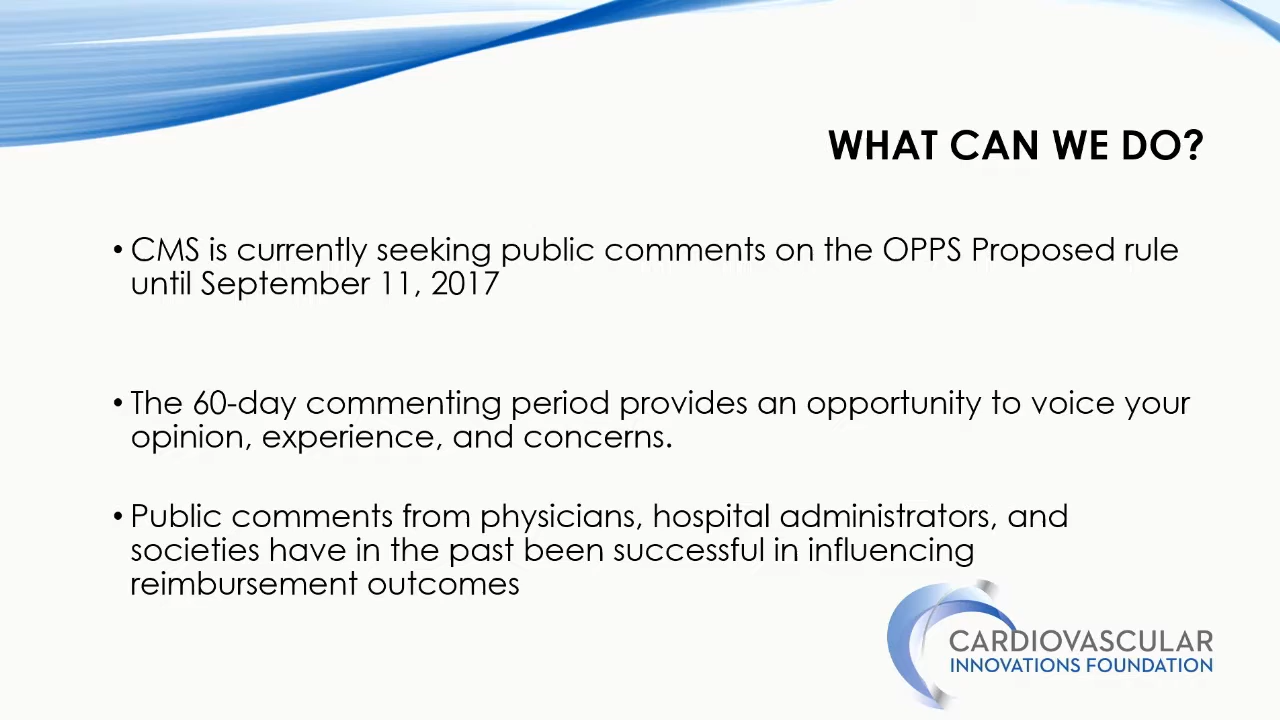 WHAT CAN WE DO?
• CMS is currently seeking public comments on the OPPS Proposed rule
until September 11, 2017
• The 60-day commenting period provides an opportunity to voice your
opinion, experience, and concerns.
• Public comments from physicians, hospital administrators, and
societies have in the past been successful in influencing
reimbursement outcomes
CARDIOVASCULAR
INNOVATIONS FOUNDATION